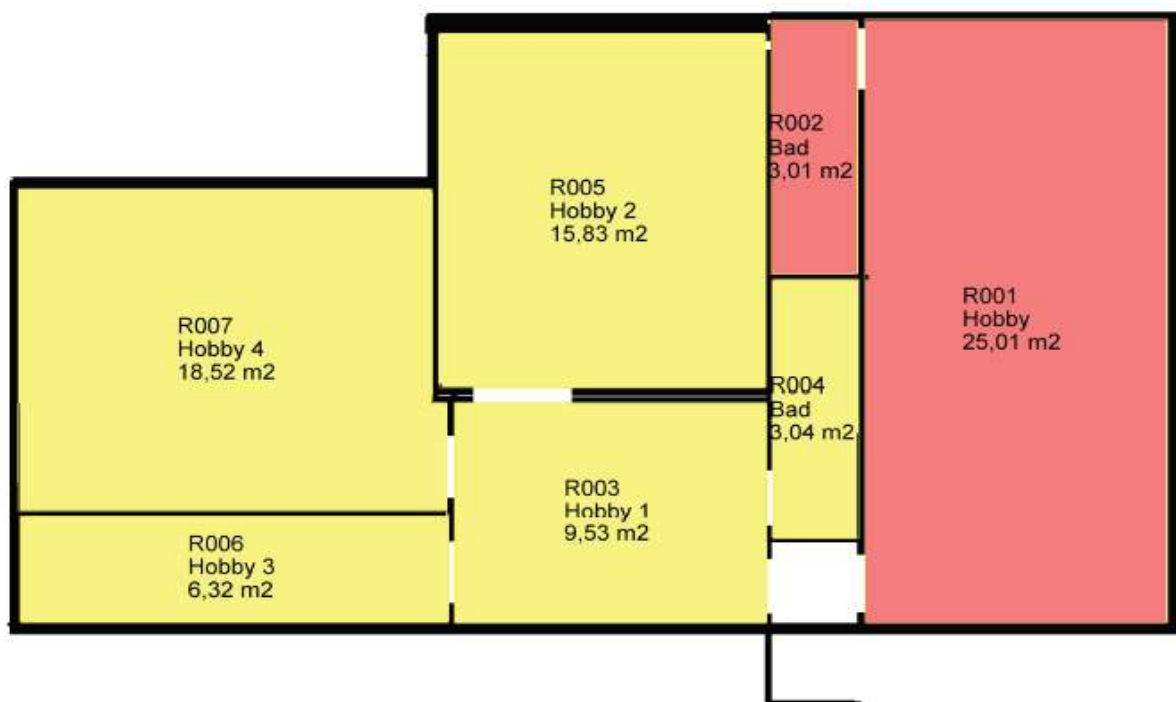 R002
Bad
3,01 m2
R005
Hobby 2
15,83 m2
R001
Hobby
25,01 m2
R007
Hobby 4
18,52 m2
R004
Bad
3,04 m2
R003
Hobby 1
9,53 m2
R006
Hobby 3
6,32 m2